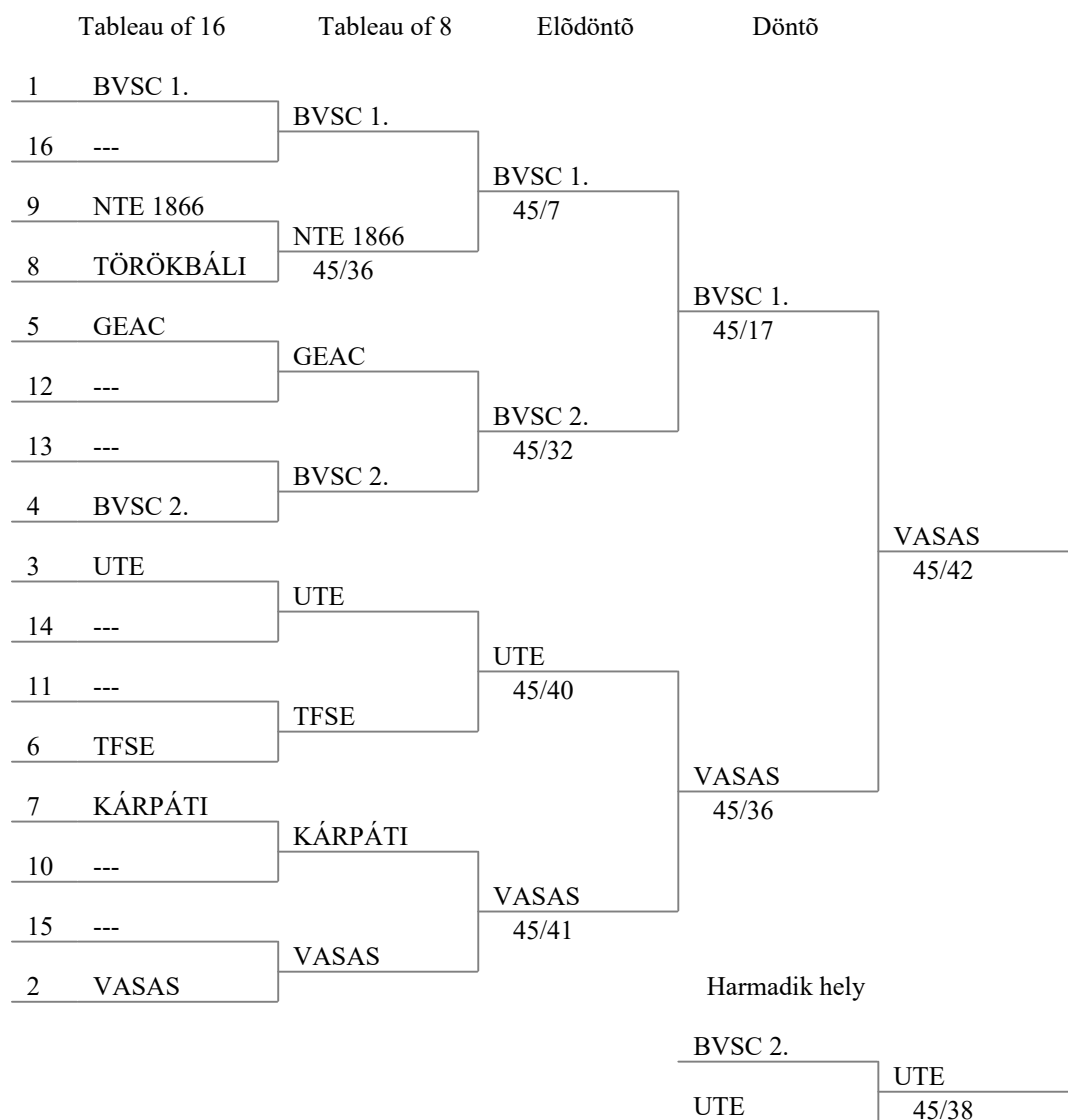 Tableau of 16 Tableau of 8 Elõdöntõ Döntõ
1 BVSC 1.
BVSC 1.
16 ---
BVSC 1.
9 NTE 1866
45/7
NTE 1866
8 TÖRÖKBÁLI 45/36
BVSC 1.
5 GEAC
45/17
GEAC
12 ---
BVSC 2.
13 ---
45/32
BVSC 2.
4 BVSC 2.
VASAS
3 UTE
45/42
UTE
14 ---
UTE
11 ---
45/40
TFSE
6 TFSE
VASAS
7 KÁRPÁTI
45/36
KÁRPÁTI
10 ---
VASAS
15 ---
45/41
VASAS
2 VASAS
Harmadik hely
BVSC 2.
UTE
UTE 45/38